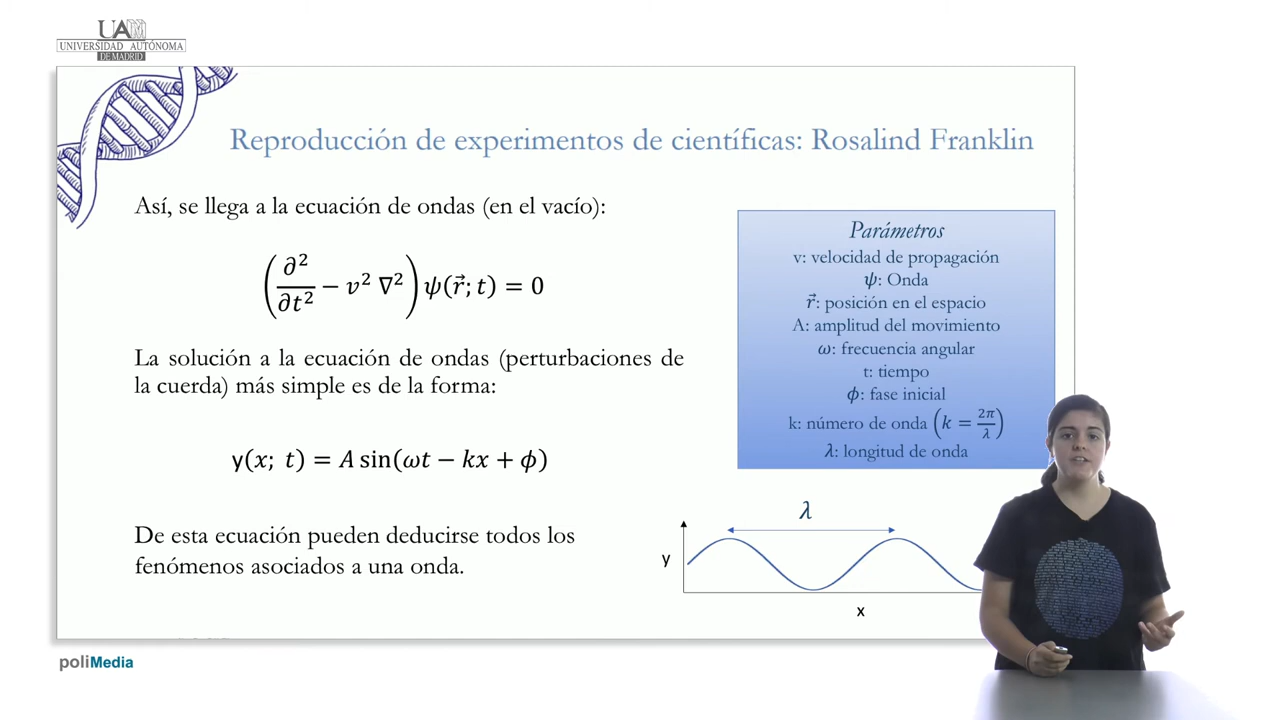 UAM
UNIVERSIDAD AUTÓNOMA
DE MADRID
Reproducción de experimentos de científicas: Rosalind Franklin
Así, se llega a la ecuación de ondas (en el vacío):
(∂²/∂t² − v² ∇²) ψ(r⃗; t) = 0
La solución a la ecuación de ondas (perturbaciones de
la cuerda) más simple es de la forma:
y(x; t) = A sin(ωt − kx + ϕ)
De esta ecuación pueden deducirse todos los
fenómenos asociados a una onda.
Parámetros
v: velocidad de propagación
ψ: Onda
r⃗: posición en el espacio
A: amplitud del movimiento
ω: frecuencia angular
t: tiempo
ϕ: fase inicial
k: número de onda (k = 2π/λ)
λ: longitud de onda
λ
y
x
poliMedia